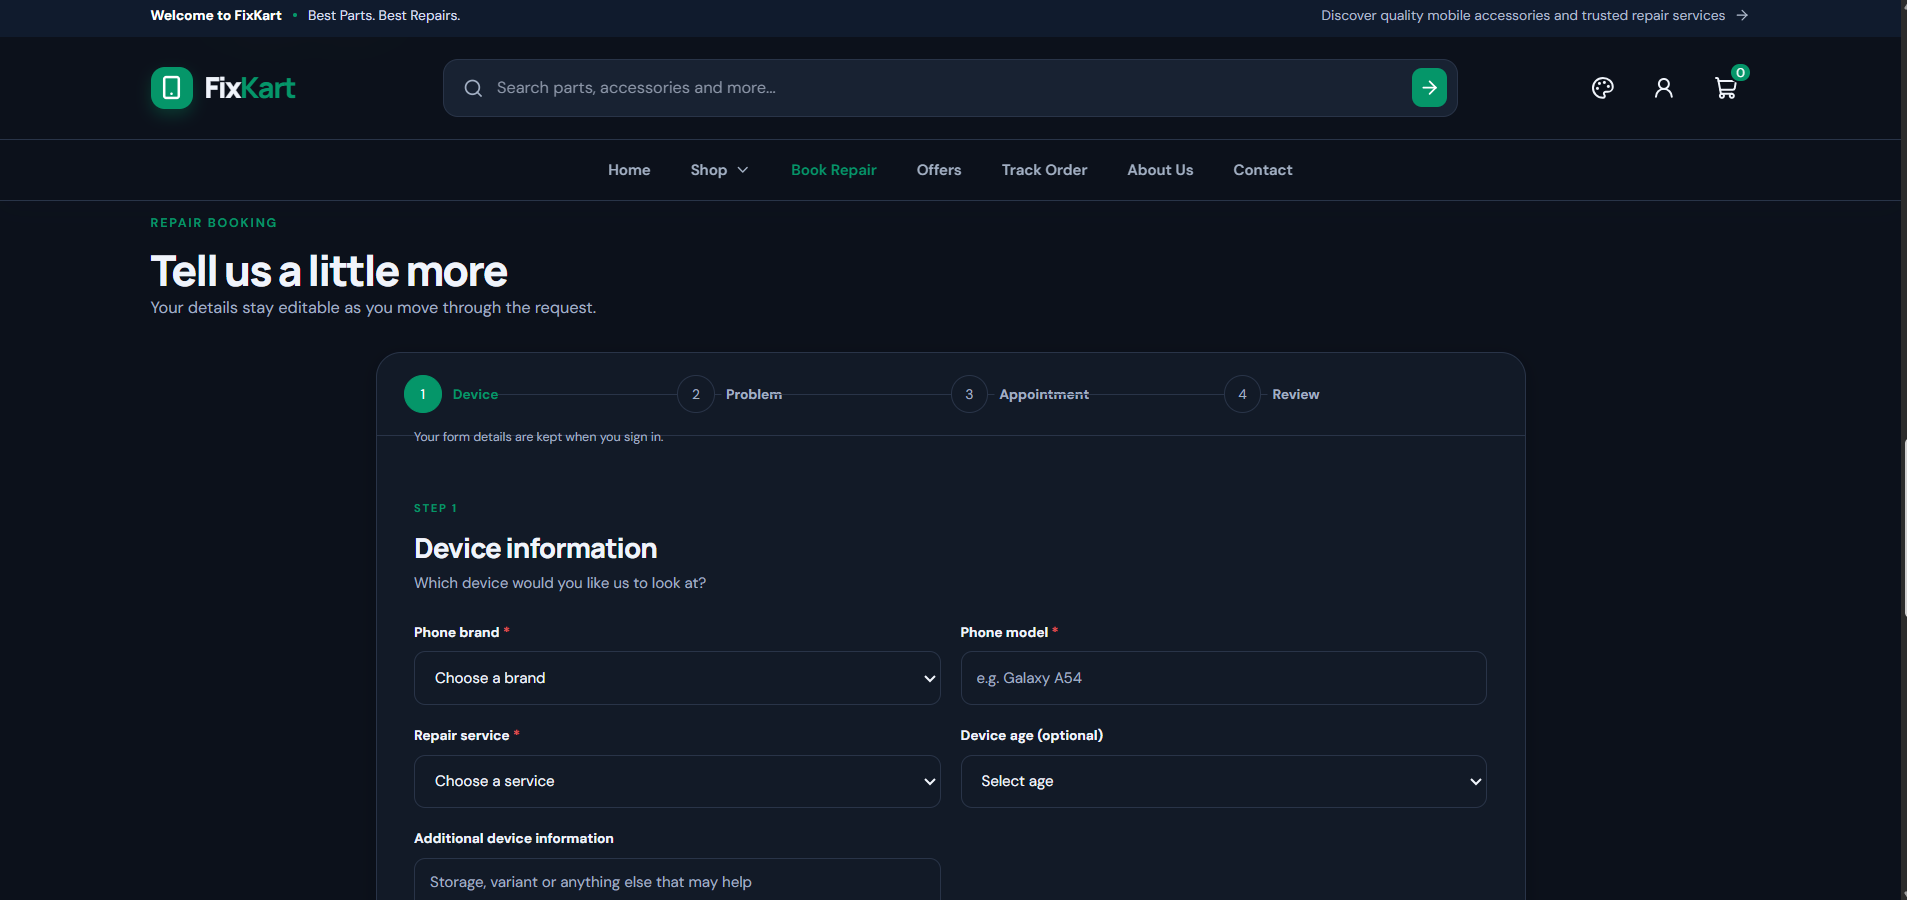 Welcome to FixKart • Best Parts. Best Repairs.
Discover quality mobile accessories and trusted repair services →
FixKart
Search parts, accessories and more...
0
Home Shop Book Repair Offers Track Order About Us Contact
REPAIR BOOKING
Tell us a little more
Your details stay editable as you move through the request.
1 Device 2 Problem 3 Appointment 4 Review
Your form details are kept when you sign in.
STEP 1
Device information
Which device would you like us to look at?
Phone brand * Phone model *
Choose a brand e.g. Galaxy A54
Repair service * Device age (optional)
Choose a service Select age
Additional device information
Storage, variant or anything else that may help